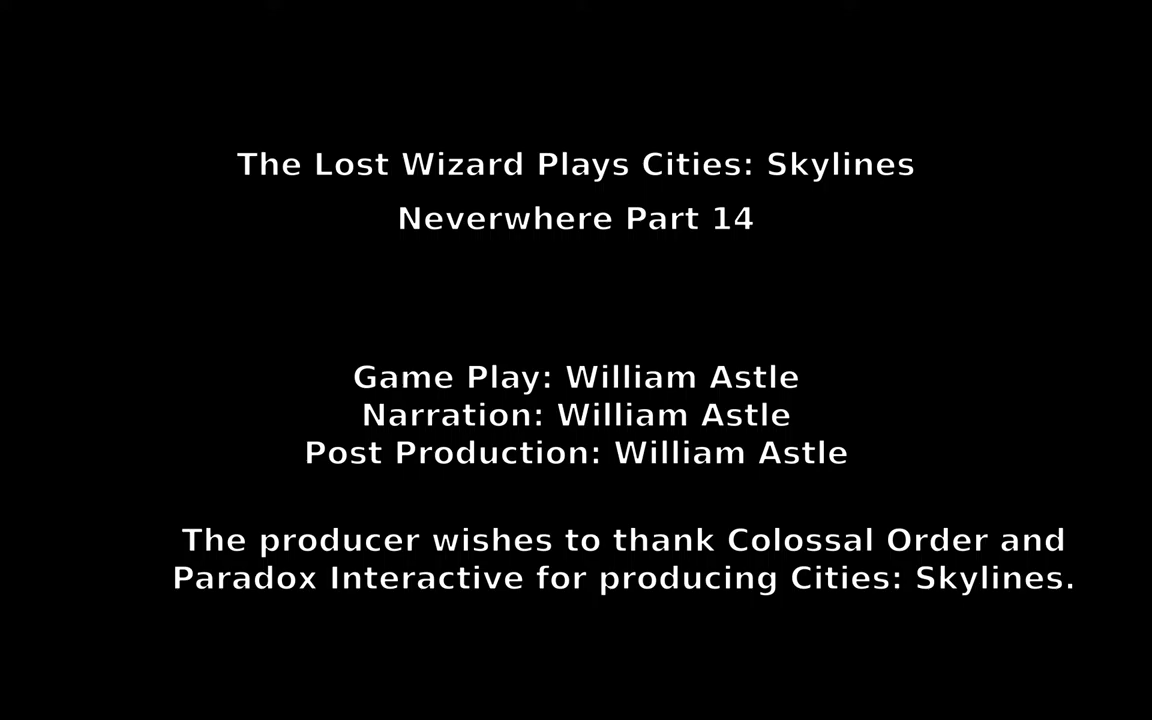 The Lost Wizard Plays Cities: Skylines
Neverwhere Part 14
Game Play: William Astle
Narration: William Astle
Post Production: William Astle
The producer wishes to thank Colossal Order and
Paradox Interactive for producing Cities: Skylines.